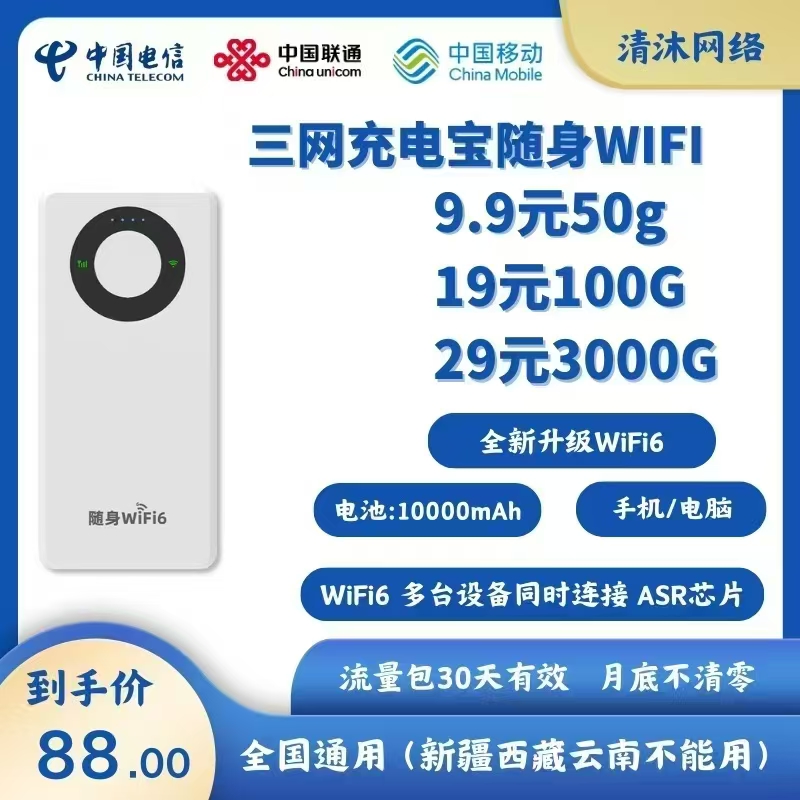 中国电信
CHINA TELECOM
中国联通
China unicom
中国移动
China Mobile
清沐网络
三网充电宝随身WIFI
9.9元50g
19元100G
29元3000G
全新升级WiFi6
电池:10000mAh
手机/电脑
随身WiFi6
WiFi6 多台设备同时连接 ASR芯片
流量包30天有效 月底不清零
到手价
88.00
全国通用（新疆西藏云南不能用）